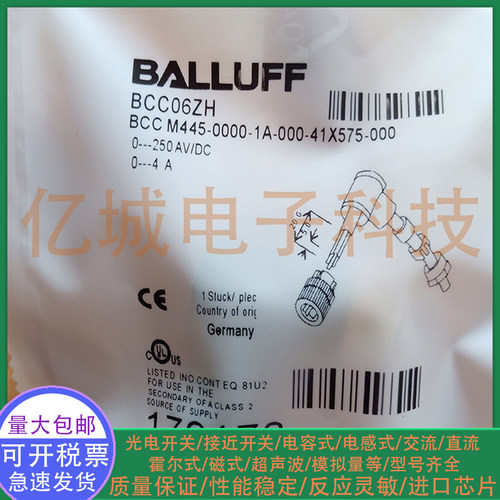 BALLUFF
BCC06ZH
BCC M445-0000-1A-000-41X575-000
0---250 AV/DC
0---4 A
亿城电子科技
1 Stuck/ piec
Country of orig
Germany
CE
C UL US
LISTED INO CONT EQ 81U2
FOR USE IN THE
SECONDARY OF A CLASS 2
SOURCE OF SUPPLY
量大包邮
可开税票
急速发货
光电开关/接近开关/电容式/电感式/交流/直流
霍尔式/磁式/超声波/模拟量等/型号齐全
质量保证/性能稳定/反应灵敏/进口芯片